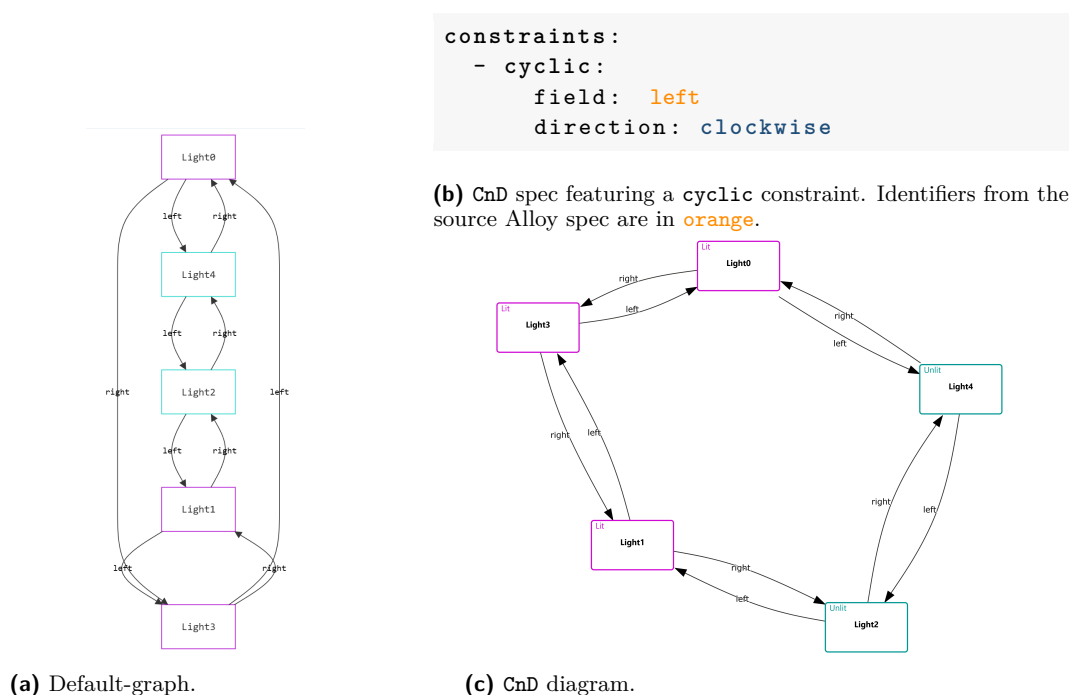 constraints:
- cyclic:
field: left
direction: clockwise
(b) CnD spec featuring a cyclic constraint. Identifiers from the
source Alloy spec are in orange.
Light0
left
right
Light4
left
right
Light2
right
left
left
right
Light1
left
right
Light3
(a) Default-graph.
Lit
Light0
right
Lit
left
Light3
right
left
Unlit
Light4
right
left
right
left
Lit
Light1
right
left
Unlit
Light2
(c) CnD diagram.